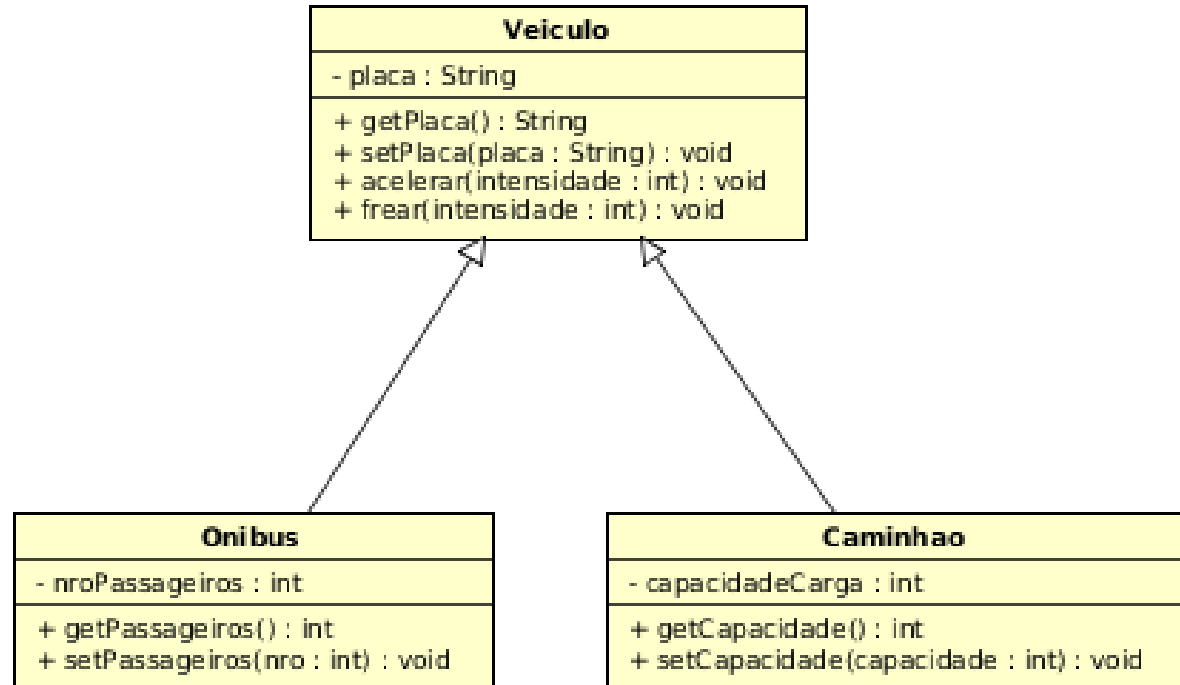 Veiculo
- placa : String
+ getPlaca() : String
+ setPlaca(placa : String) : void
+ acelerar(intensidade : int) : void
+ frear(intensidade : int) : void
Onibus
- nroPassageiros : int
+ getPassageiros() : int
+ setPassageiros(nro : int) : void
Caminhao
- capacidadeCarga : int
+ getCapacidade() : int
+ setCapacidade(capacidade : int) : void